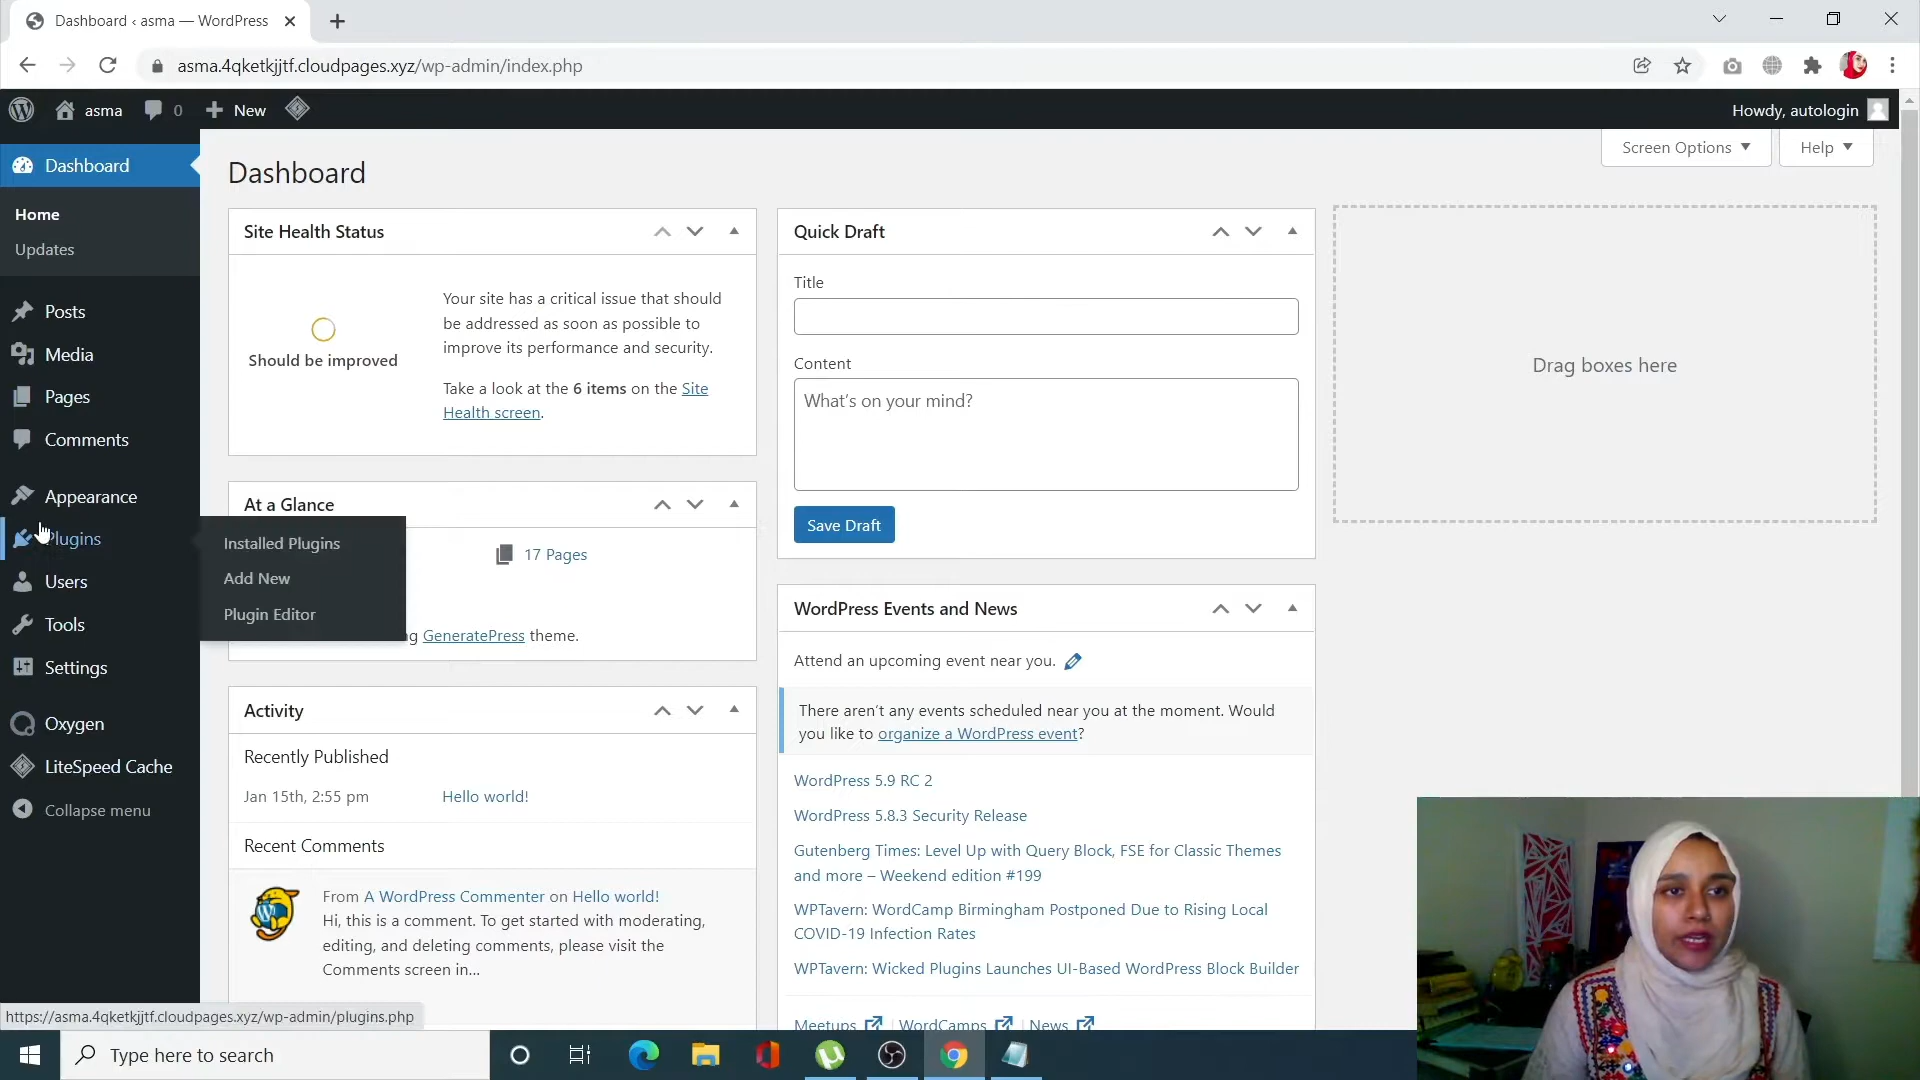 Dashboard ‹ asma — WordPress
asma.4qketkjjtf.cloudpages.xyz/wp-admin/index.php
asma
0
New
Howdy, autologin
Dashboard
Home
Updates
Posts
Media
Pages
Comments
Appearance
Plugins
Users
Tools
Settings
Oxygen
LiteSpeed Cache
Collapse menu
Installed Plugins
Add New
Plugin Editor
Screen Options
Help
Dashboard
Site Health Status
Should be improved
Your site has a critical issue that should
be addressed as soon as possible to
improve its performance and security.
Take a look at the 6 items on the Site
Health screen.
At a Glance
17 Pages
GeneratePress theme.
Activity
Recently Published
Jan 15th, 2:55 pm
Hello world!
Recent Comments
From A WordPress Commenter on Hello world!
Hi, this is a comment. To get started with moderating,
editing, and deleting comments, please visit the
Comments screen in...
Quick Draft
Title
Content
What's on your mind?
Save Draft
WordPress Events and News
Attend an upcoming event near you.
There aren't any events scheduled near you at the moment. Would
you like to organize a WordPress event?
WordPress 5.9 RC 2
WordPress 5.8.3 Security Release
Gutenberg Times: Level Up with Query Block, FSE for Classic Themes
and more – Weekend edition #199
WPTavern: WordCamp Birmingham Postponed Due to Rising Local
COVID-19 Infection Rates
WPTavern: Wicked Plugins Launches UI-Based WordPress Block Builder
Meetups | WordCamps | News
Drag boxes here
https://asma.4qketkjjtf.cloudpages.xyz/wp-admin/plugins.php
Type here to search